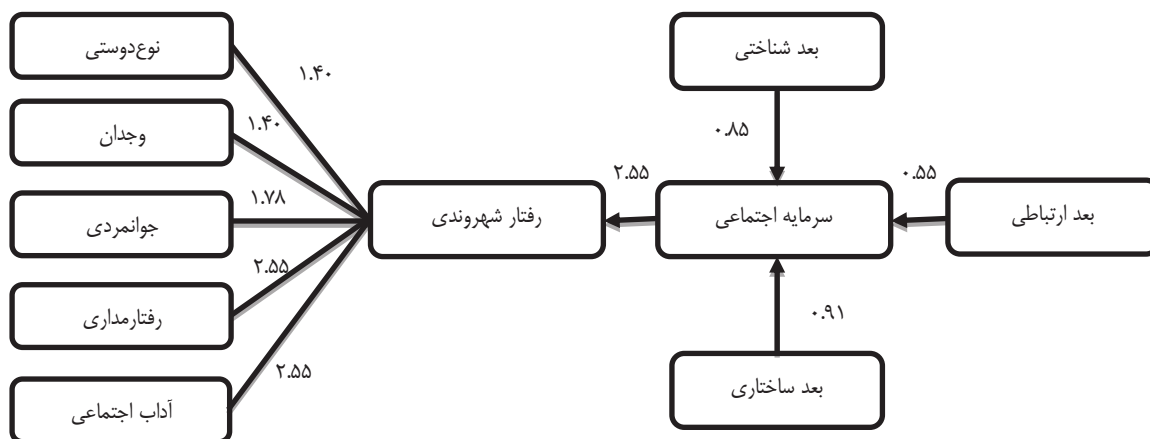 بعد شناختی
نوع‌دوستی
۱.۴۰
وجدان
۱.۴۰
۰.۸۵
۰.۵۵
۲.۵۵
۱.۷۸
جوانمردی
بعد ارتباطی
سرمایه اجتماعی
رفتار شهروندی
۲.۵۵
رفتارمداری
۰.۹۱
۲.۵۵
بعد ساختاری
آداب اجتماعی